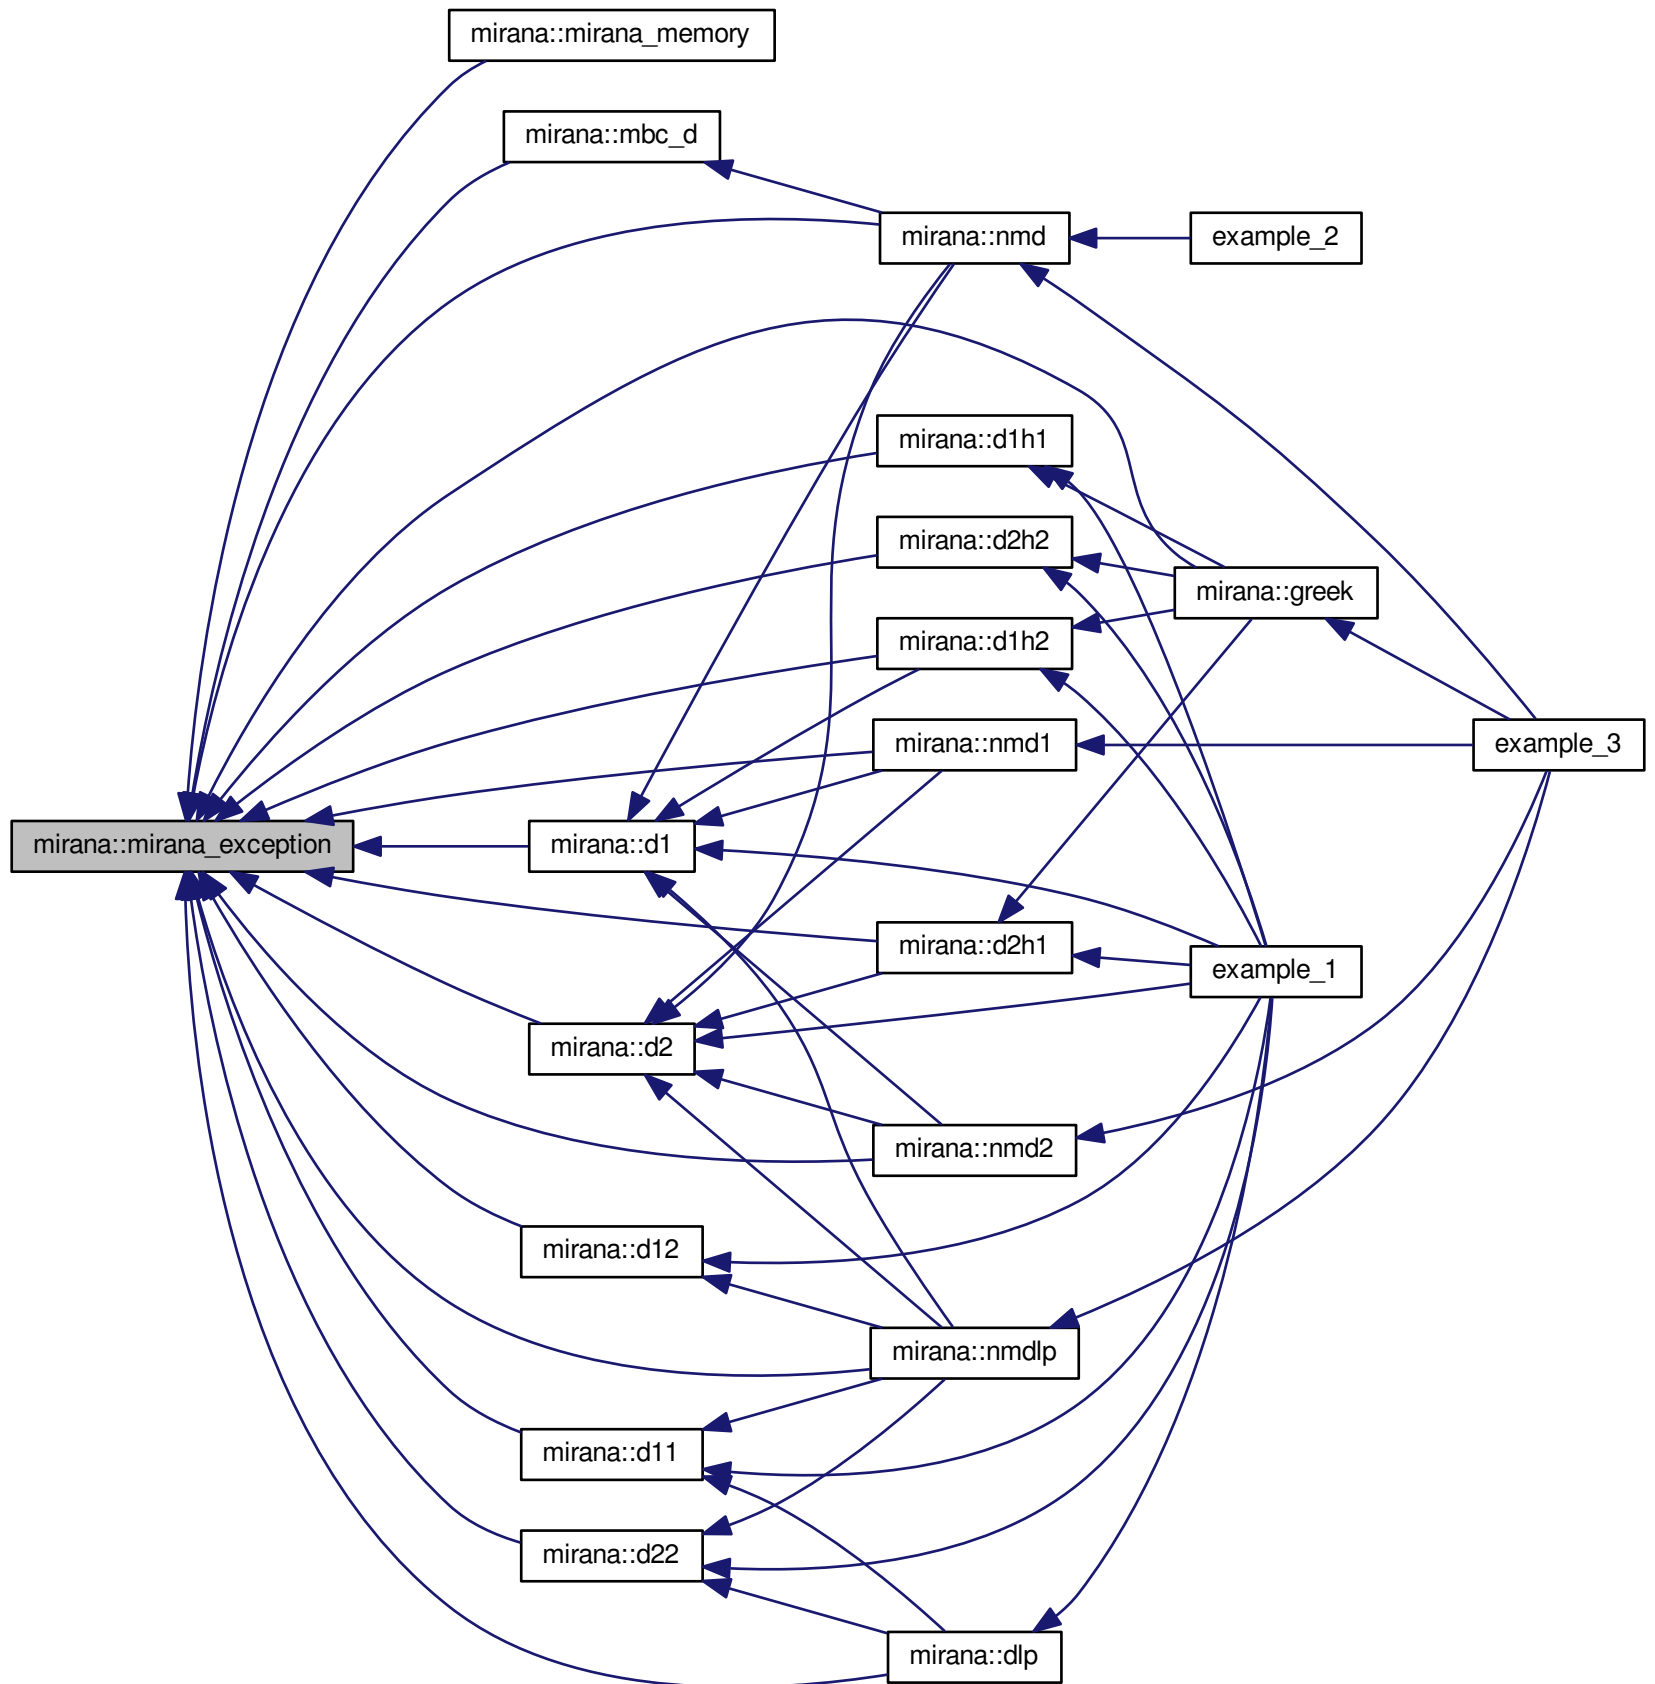 mirana::mirana_memory
mirana::mbc_d
mirana::nmd
example_2
mirana::d1h1
mirana::d2h2
mirana::greek
mirana::d1h2
mirana::nmd1
example_3
mirana::mirana_exception
mirana::d1
mirana::d2h1
example_1
mirana::d2
mirana::nmd2
mirana::d12
mirana::nmdlp
mirana::d11
mirana::d22
mirana::dlp